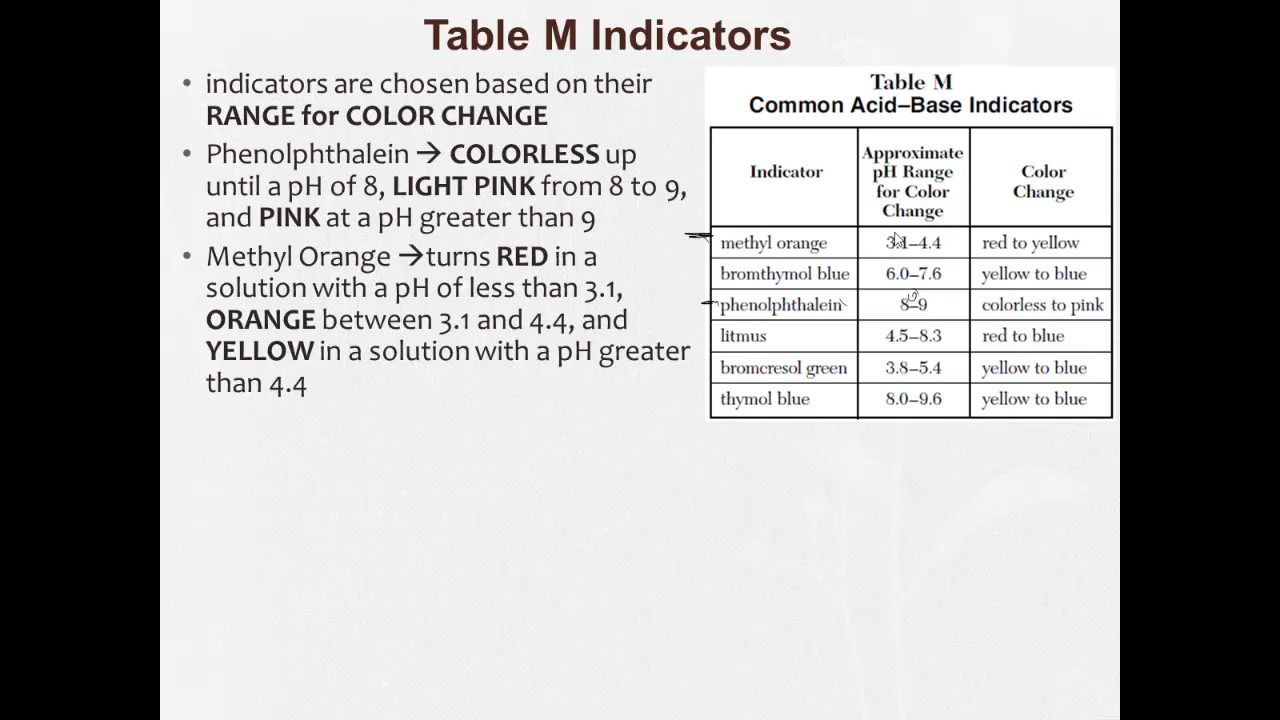 Table M Indicators
• indicators are chosen based on their
RANGE for COLOR CHANGE
• Phenolphthalein → COLORLESS up
until a pH of 8, LIGHT PINK from 8 to 9,
and PINK at a pH greater than 9
• Methyl Orange →turns RED in a
solution with a pH of less than 3.1,
ORANGE between 3.1 and 4.4, and
YELLOW in a solution with a pH greater
than 4.4
Table M
Common Acid–Base Indicators
Indicator
Approximate
pH Range
for Color
Change
Color
Change
methyl orange 3.1–4.4 red to yellow
bromthymol blue 6.0–7.6 yellow to blue
phenolphthalein 8–9 colorless to pink
litmus 4.5–8.3 red to blue
bromcresol green 3.8–5.4 yellow to blue
thymol blue 8.0–9.6 yellow to blue